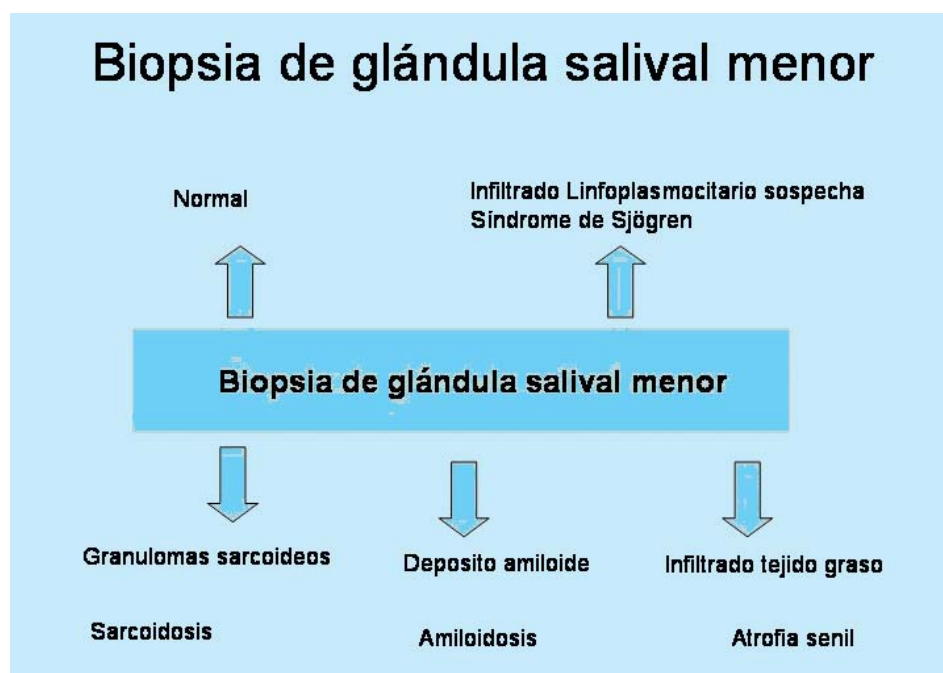 Biopsia de glándula salival menor
Normal
Infiltrado Linfoplasmocitario sospecha
Síndrome de Sjögren
Biopsia de glándula salival menor
Granulomas sarcoideos
Deposito amiloide
Infiltrado tejido graso
Sarcoidosis
Amiloidosis
Atrofia senil